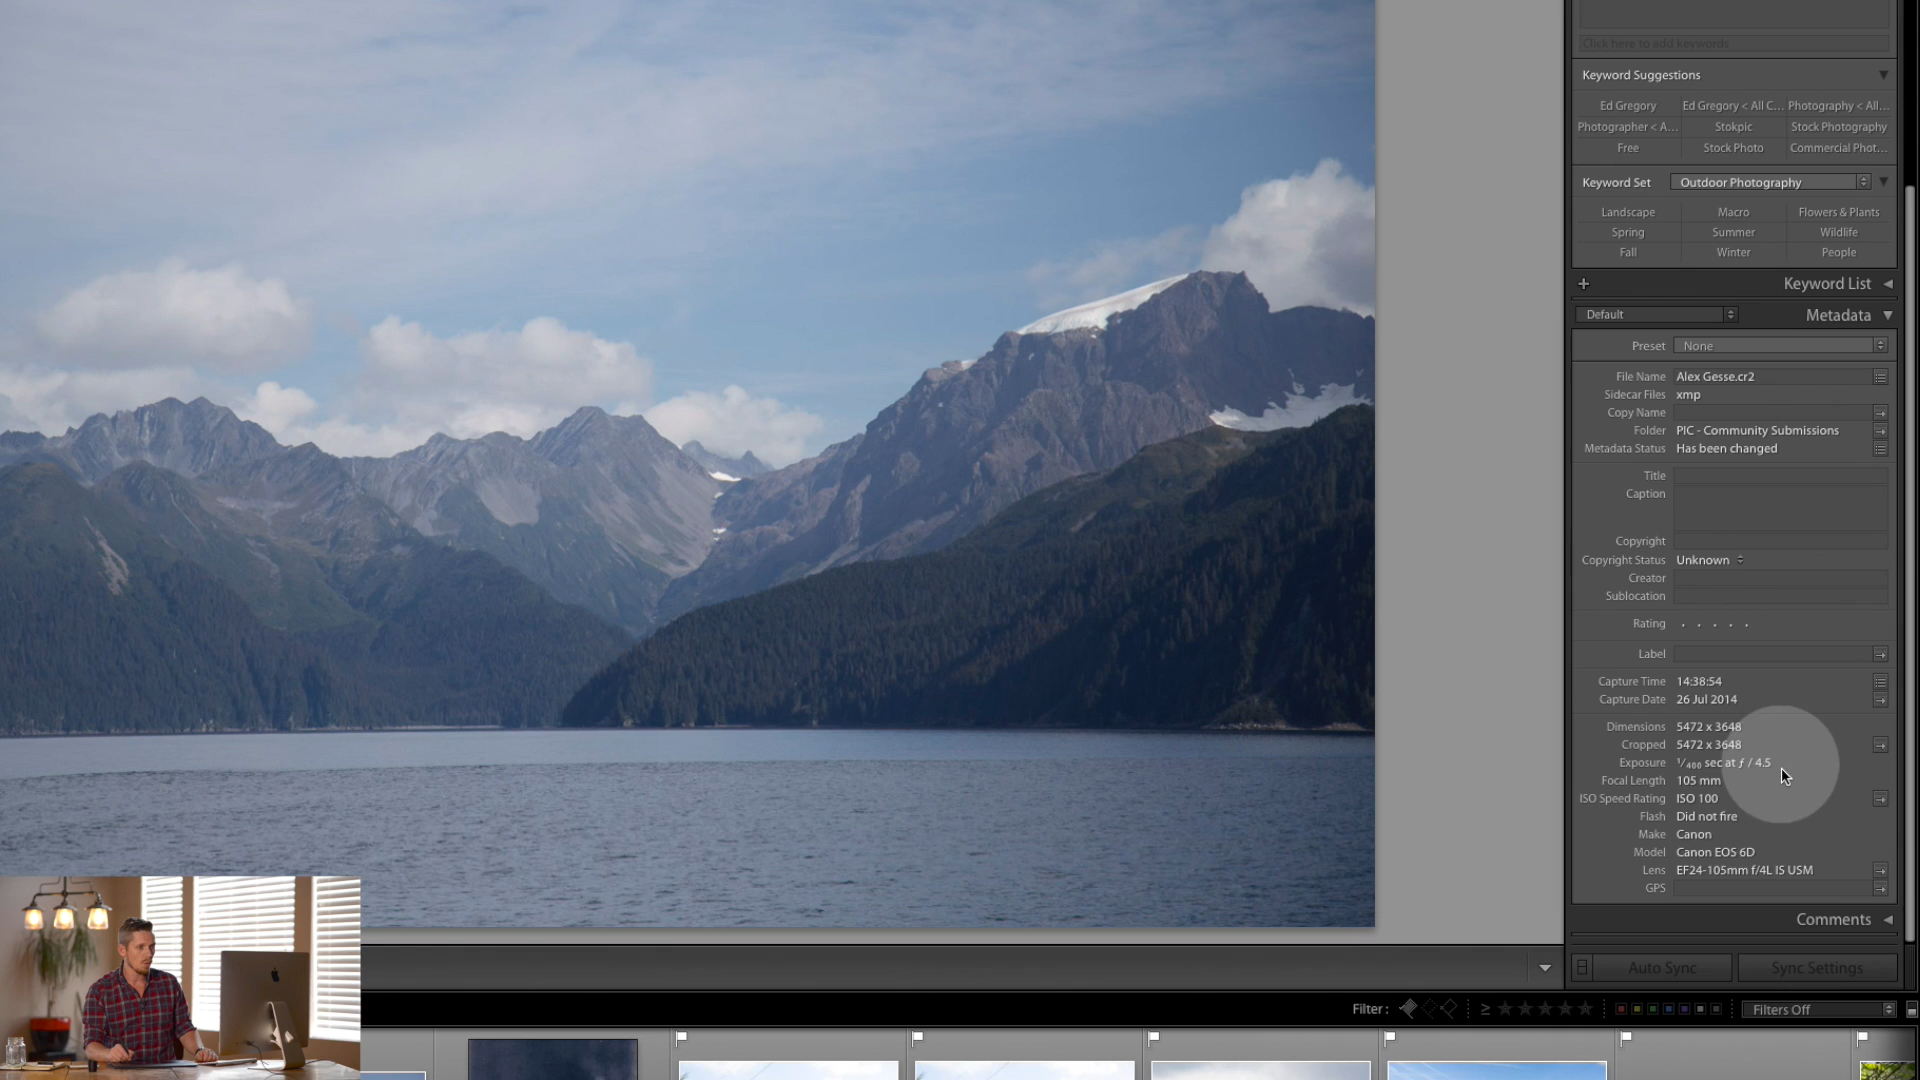 Click here to add keywords
Keyword Suggestions
Ed Gregory Ed Gregory < All C... Photography < All...
Photographer < A... Stokpic Stock Photography
Free Stock Photo Commercial Phot...
Keyword Set Outdoor Photography
Landscape Macro Flowers & Plants
Spring Summer Wildlife
Fall Winter People
+ Keyword List
Default Metadata
Preset None
File Name Alex Gesse.cr2
Sidecar Files xmp
Copy Name
Folder PIC - Community Submissions
Metadata Status Has been changed
Title
Caption
Copyright
Copyright Status Unknown
Creator
Sublocation
Rating . . . . .
Label
Capture Time 14:38:54
Capture Date 26 Jul 2014
Dimensions 5472 x 3648
Cropped 5472 x 3648
Exposure 1/400 sec at ƒ / 4.5
Focal Length 105 mm
ISO Speed Rating ISO 100
Flash Did not fire
Make Canon
Model Canon EOS 6D
Lens EF24-105mm f/4L IS USM
GPS
Comments
Auto Sync Sync Settings
Filter : ≥ Filters Off